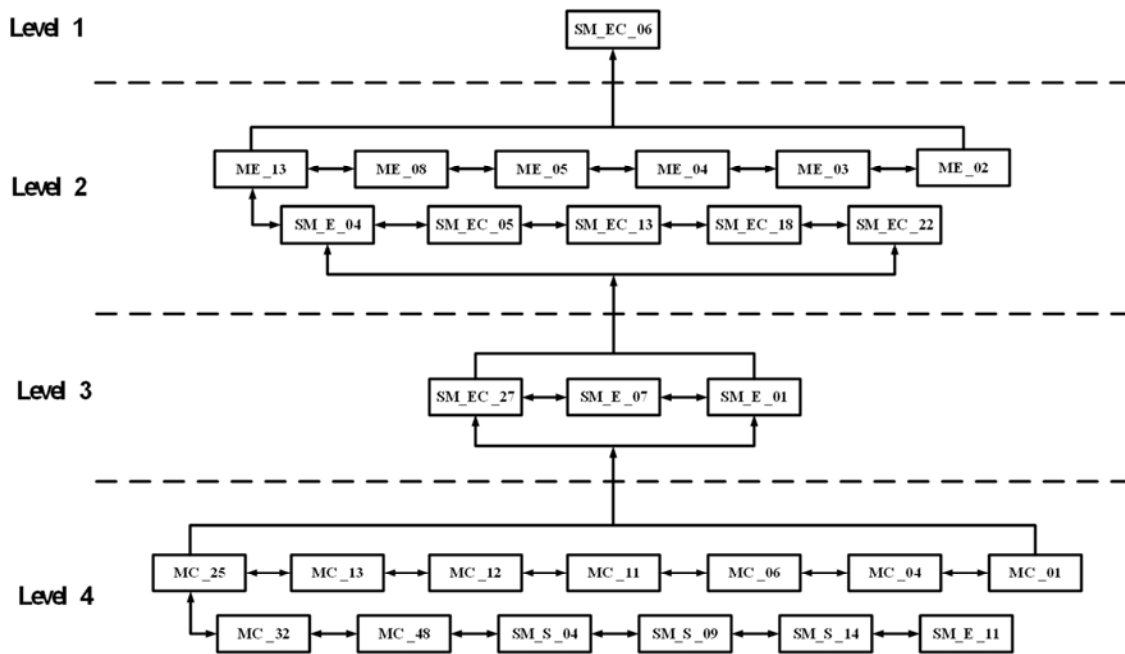 Level 1
SM_EC_06
Level 2
ME_13 ME_08 ME_05 ME_04 ME_03 ME_02
SM_E_04 SM_EC_05 SM_EC_13 SM_EC_18 SM_EC_22
Level 3
SM_EC_27 SM_E_07 SM_E_01
Level 4
MC_25 MC_13 MC_12 MC_11 MC_06 MC_04 MC_01
MC_32 MC_48 SM_S_04 SM_S_09 SM_S_14 SM_E_11